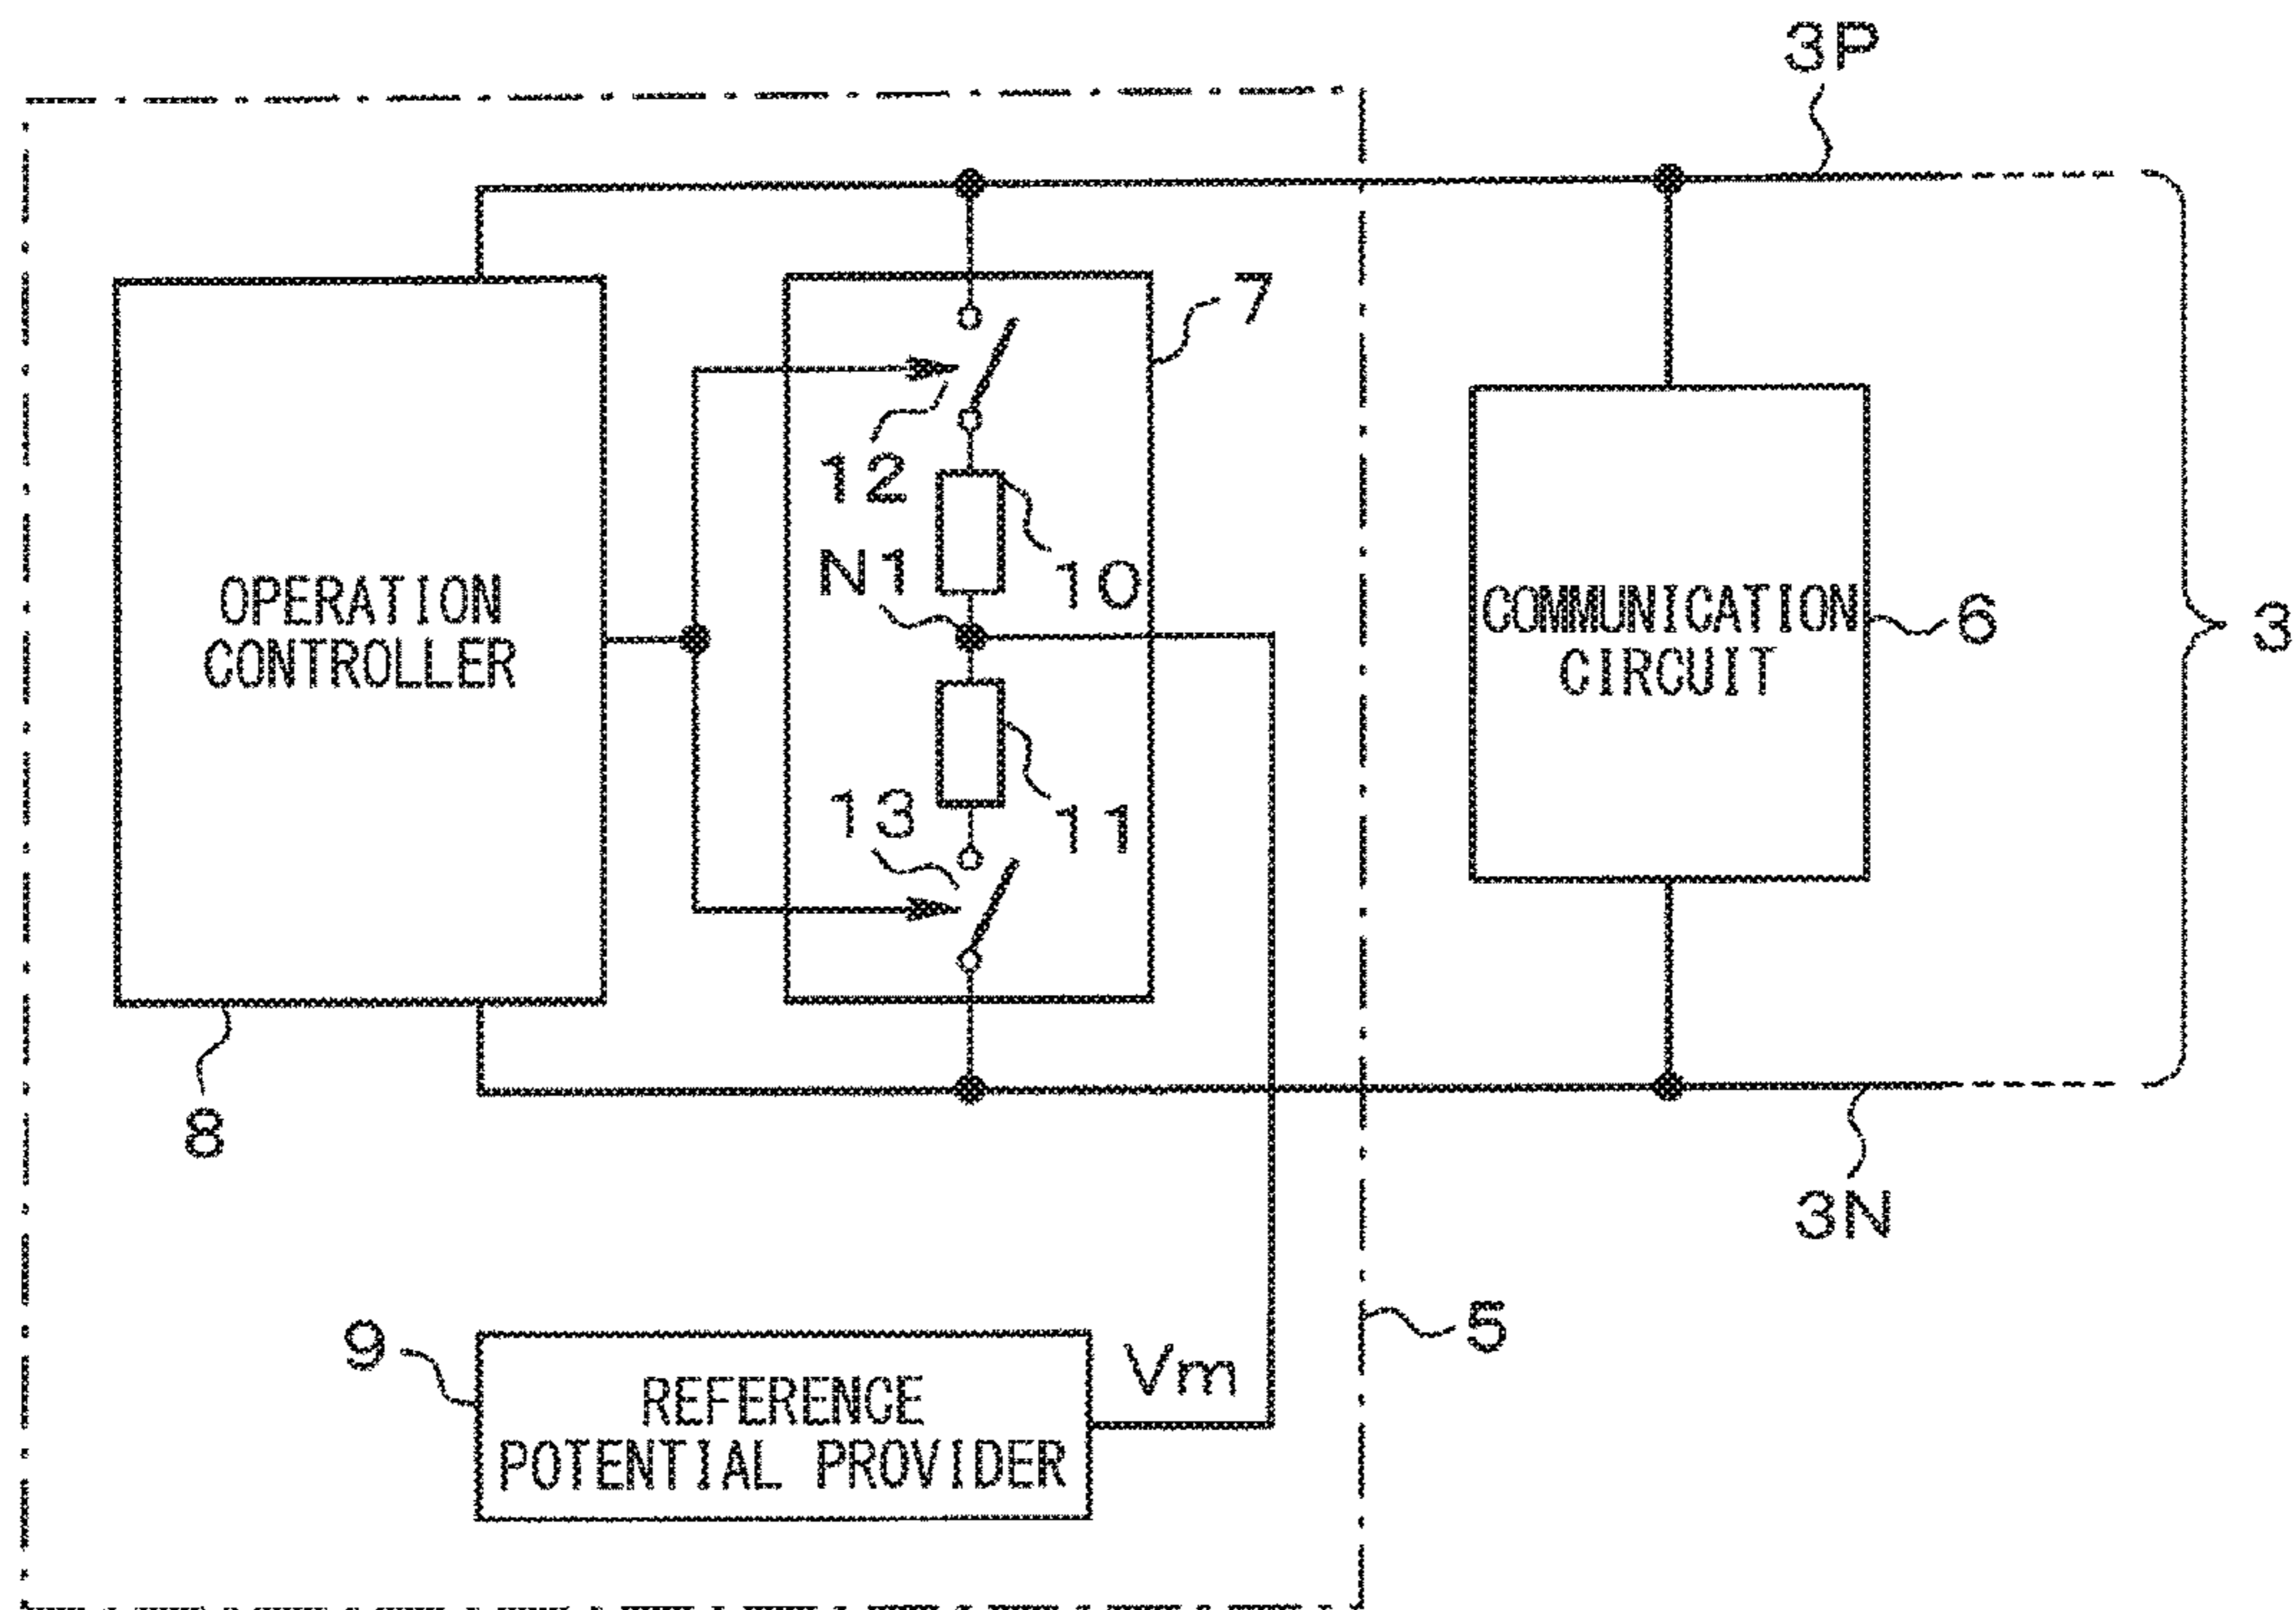 3P
7
12
10
N1
OPERATION
CONTROLLER
COMMUNICATION
CIRCUIT
6
3
13
11
8
3N
9
REFERENCE
POTENTIAL PROVIDER
Vm
5